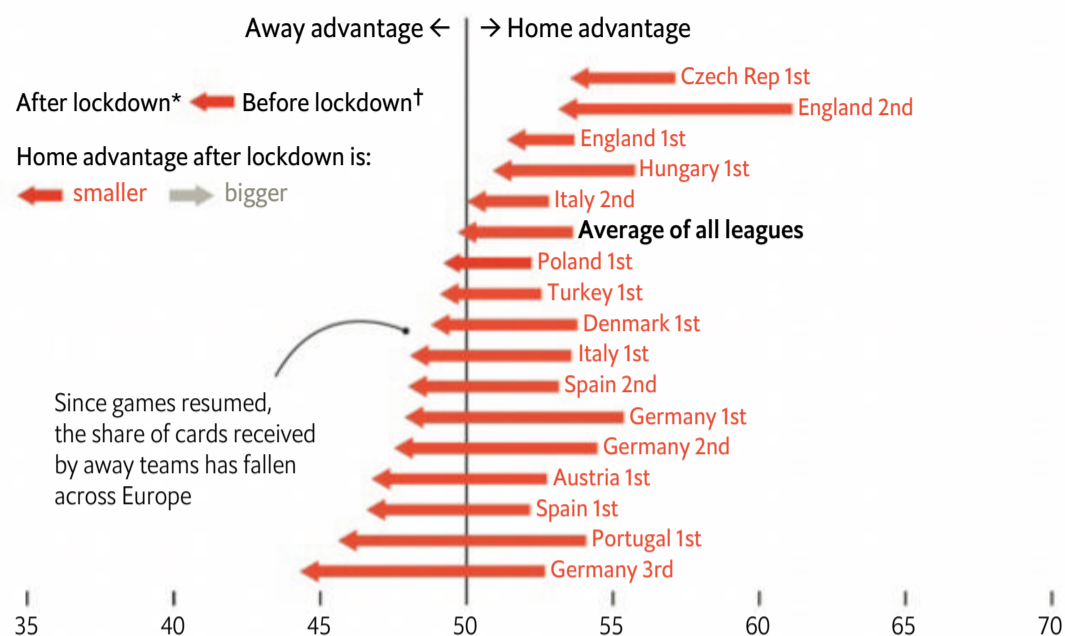 Away advantage ← → Home advantage
After lockdown* Before lockdown†
Home advantage after lockdown is:
smaller bigger
Czech Rep 1st
England 2nd
England 1st
Hungary 1st
Italy 2nd
Average of all leagues
Poland 1st
Turkey 1st
Denmark 1st
Italy 1st
Spain 2nd
Germany 1st
Germany 2nd
Austria 1st
Spain 1st
Portugal 1st
Germany 3rd
Since games resumed,
the share of cards received
by away teams has fallen
across Europe
35 40 45 50 55 60 65 70